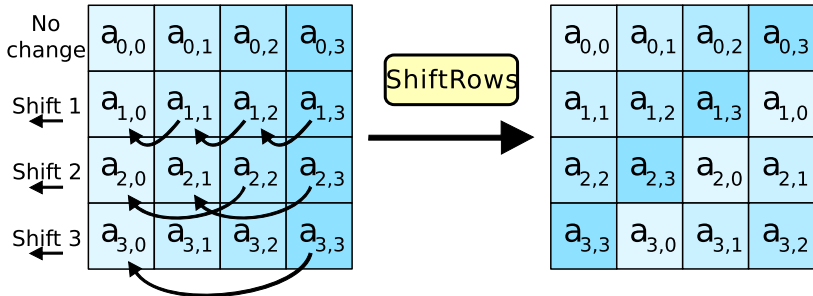 No change
a0,0 a0,1 a0,2 a0,3
Shift 1
a1,0 a1,1 a1,2 a1,3
Shift 2
a2,0 a2,1 a2,2 a2,3
Shift 3
a3,0 a3,1 a3,2 a3,3
ShiftRows
a0,0 a0,1 a0,2 a0,3
a1,1 a1,2 a1,3 a1,0
a2,2 a2,3 a2,0 a2,1
a3,3 a3,0 a3,1 a3,2